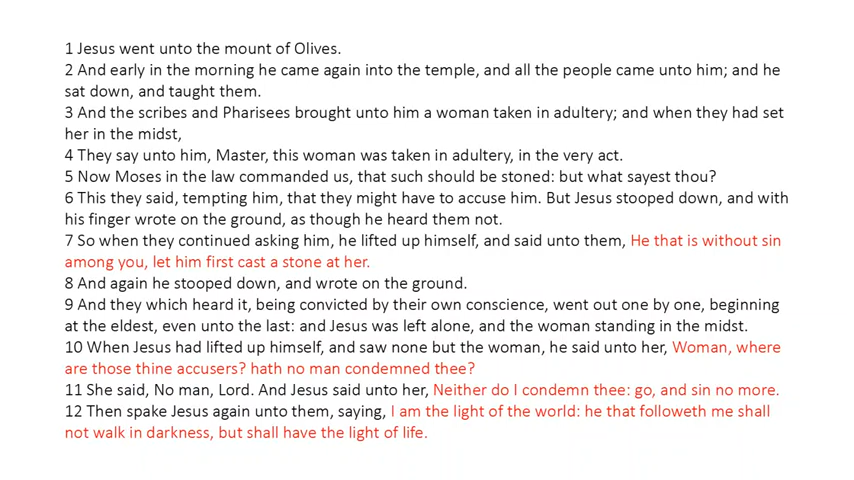 1 Jesus went unto the mount of Olives.
2 And early in the morning he came again into the temple, and all the people came unto him; and he
sat down, and taught them.
3 And the scribes and Pharisees brought unto him a woman taken in adultery; and when they had set
her in the midst,
4 They say unto him, Master, this woman was taken in adultery, in the very act.
5 Now Moses in the law commanded us, that such should be stoned: but what sayest thou?
6 This they said, tempting him, that they might have to accuse him. But Jesus stooped down, and with
his finger wrote on the ground, as though he heard them not.
7 So when they continued asking him, he lifted up himself, and said unto them, He that is without sin
among you, let him first cast a stone at her.
8 And again he stooped down, and wrote on the ground.
9 And they which heard it, being convicted by their own conscience, went out one by one, beginning
at the eldest, even unto the last: and Jesus was left alone, and the woman standing in the midst.
10 When Jesus had lifted up himself, and saw none but the woman, he said unto her, Woman, where
are those thine accusers? hath no man condemned thee?
11 She said, No man, Lord. And Jesus said unto her, Neither do I condemn thee: go, and sin no more.
12 Then spake Jesus again unto them, saying, I am the light of the world: he that followeth me shall
not walk in darkness, but shall have the light of life.